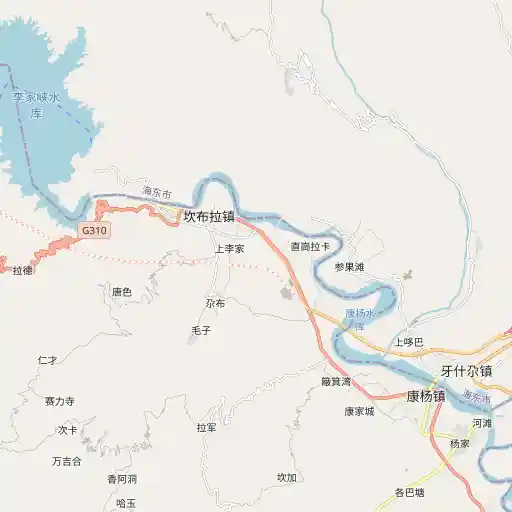 李家峡水
库
海东市
坎布拉镇
G310
上李家
直岗拉卡
参果滩
拉德
唐色
尕布
康杨水
库
毛子
上哆巴
仁才
牙什尕镇
簸箕湾
赛力寺
康杨镇
海东市
康家城
次卡
拉军
河滩
杨家
万吉合
香阿洞
坎加
各巴塘
哈玉